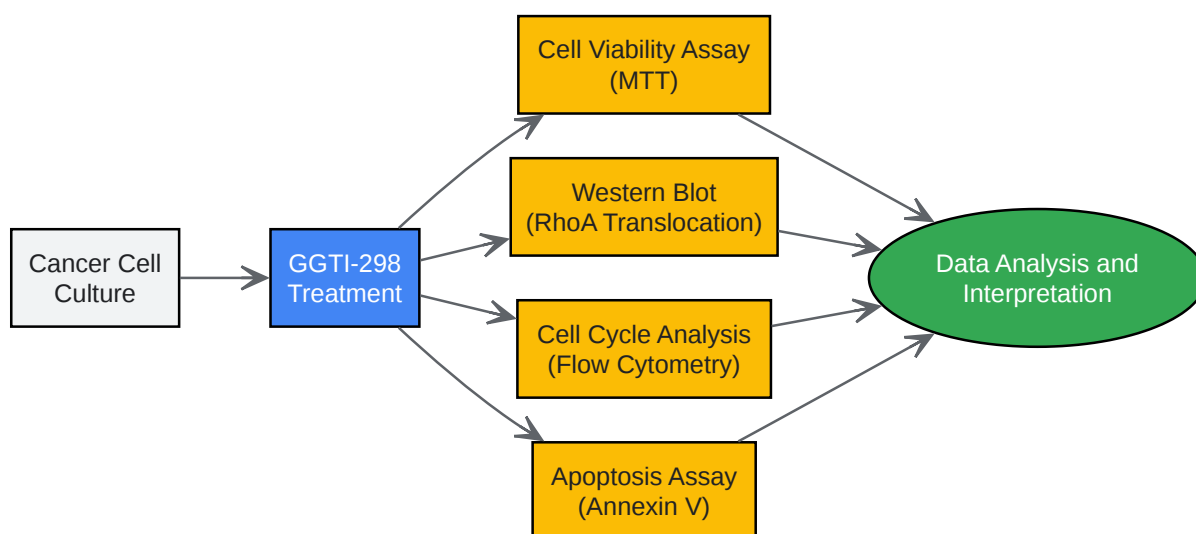 Cancer Cell
Culture
GGTI-298
Treatment
Cell Viability Assay
(MTT)
Western Blot
(RhoA Translocation)
Cell Cycle Analysis
(Flow Cytometry)
Apoptosis Assay
(Annexin V)
Data Analysis and
Interpretation